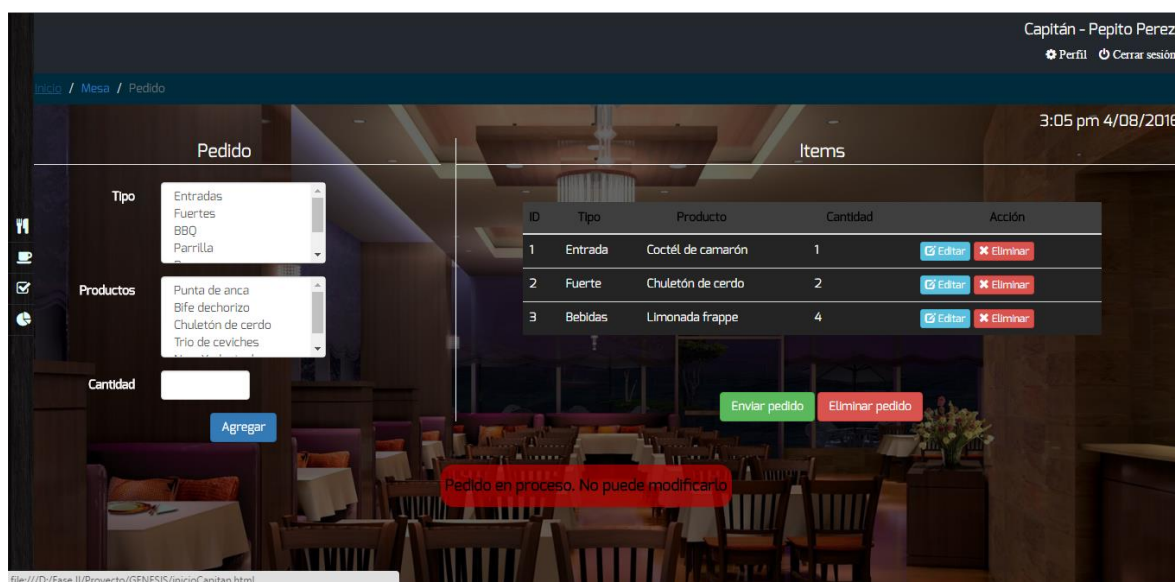 Capitán - Pepito Perez
Perfil Cerrar sesión
Inicio / Mesa / Pedido
3:05 pm 4/08/2016
Pedido
Tipo
Entradas
Fuertes
BBQ
Parrilla
Productos
Punta de anca
Bife dechorizo
Chuletón de cerdo
Trio de ceviches
Cantidad
Agregar
Items
ID Tipo Producto Cantidad Acción
1 Entrada Coctél de camarón 1 Editar Eliminar
2 Fuerte Chuletón de cerdo 2 Editar Eliminar
3 Bebidas Limonada frappe 4 Editar Eliminar
Enviar pedido Eliminar pedido
Pedido en proceso. No puede modificarlo
file:///D:/Fase II/Proyecto/GENESIS/inicioCapitan.html